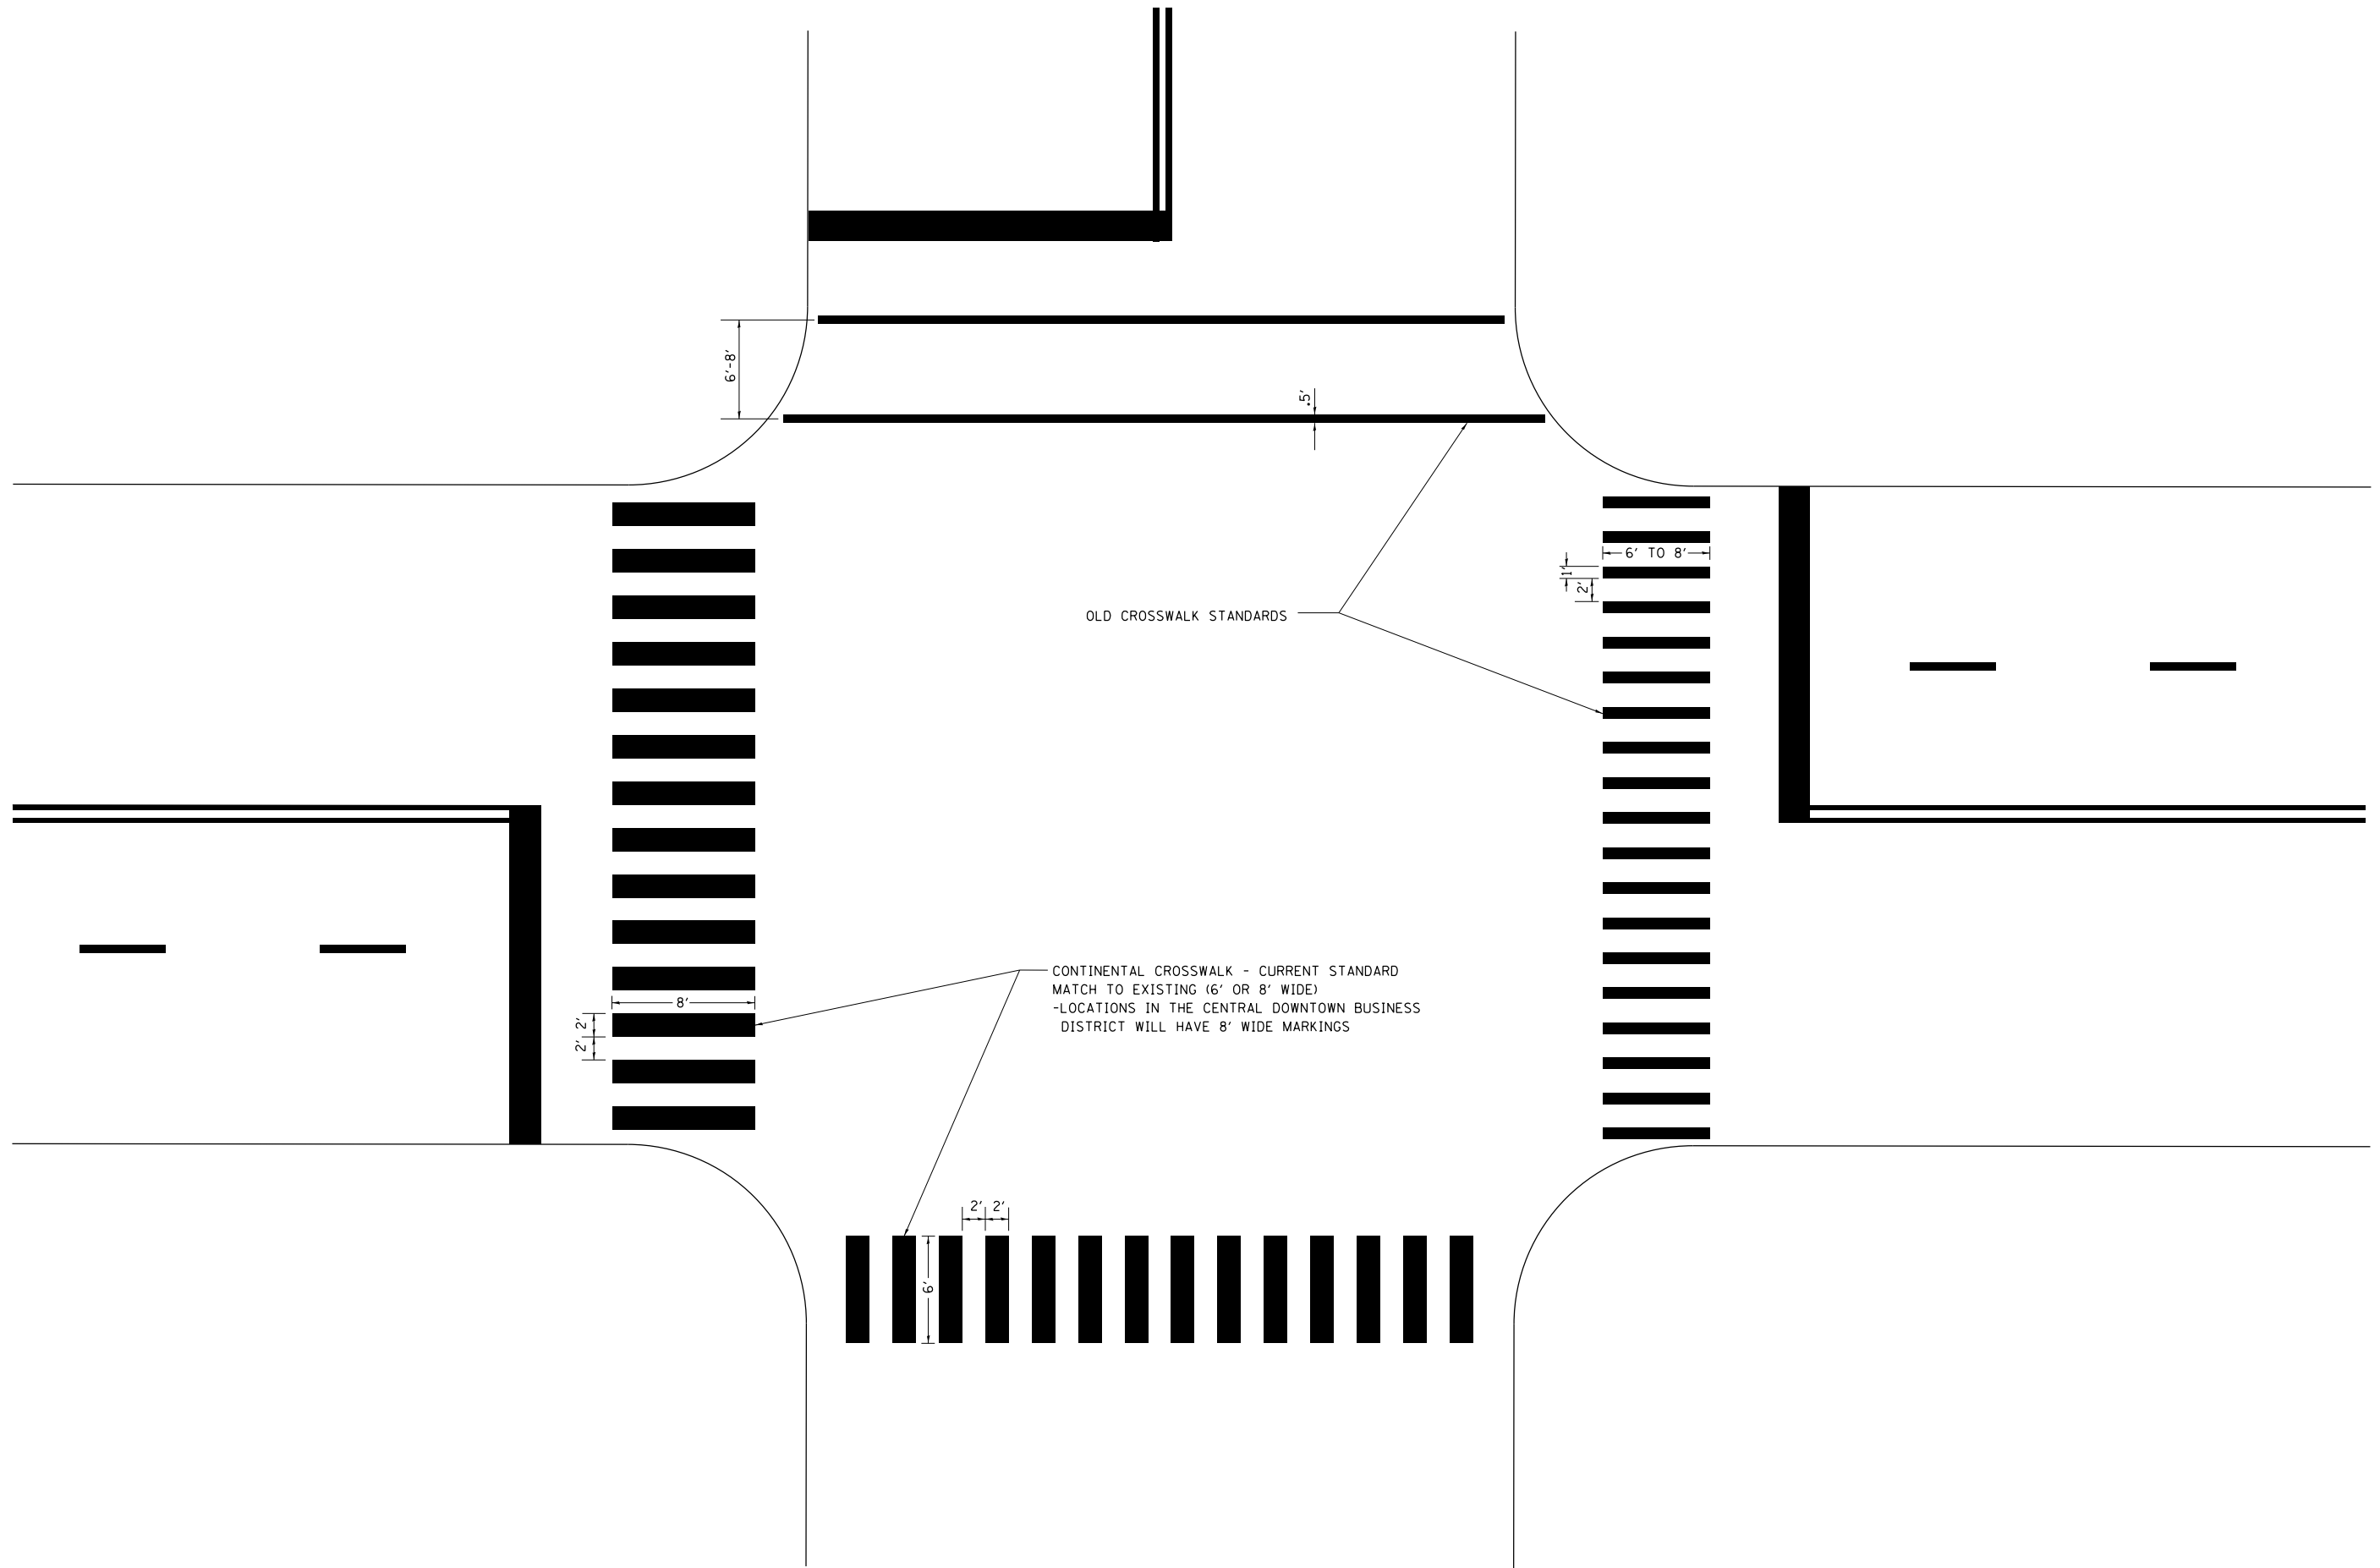 6'-8'
.5'
6' TO 8'
1'
2'
OLD CROSSWALK STANDARDS
CONTINENTAL CROSSWALK - CURRENT STANDARD
MATCH TO EXISTING (6' OR 8' WIDE)
-LOCATIONS IN THE CENTRAL DOWNTOWN BUSINESS
DISTRICT WILL HAVE 8' WIDE MARKINGS
8'
2'
2'
2' 2'
6'